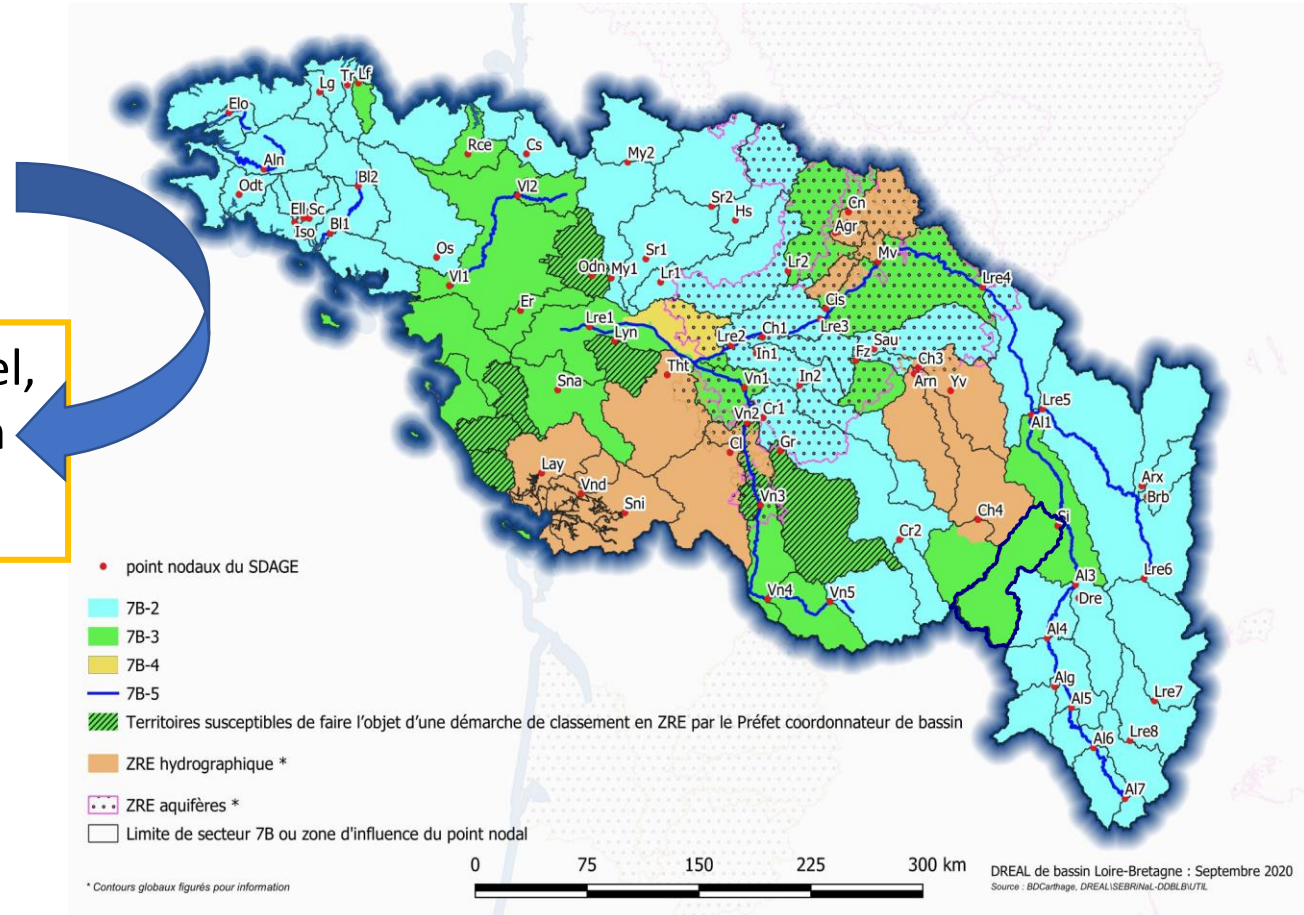 el,
n
Elo
Lg
Tr
Lf
Aln
Odt
Bl2
Ell
Sc
Iso
Bl1
Rce
Cs
Vl2
Os
Vl1
My2
Sr2
Hs
Odn
My1
Sr1
Lr1
Er
Cn
Agr
Mv
Lr2
Lre4
Cis
Lre1
Lyn
Lre2
Ch1
Lre3
In1
Sau
Fz
Ch3
Arn
Yv
Tht
Vn1
In2
Sna
Vn2
Cr1
Lre5
Al1
Cl
Gr
Lay
Vnd
Sni
Vn3
Arx
Brb
Ch4
Si
Cr2
Vn4
Vn5
Al3
Dre
Lre6
Al4
Alg
Al5
Lre7
Al6
Lre8
Al7
point nodaux du SDAGE
7B-2
7B-3
7B-4
7B-5
Territoires susceptibles de faire l'objet d'une démarche de classement en ZRE par le Préfet coordonnateur de bassin
ZRE hydrographique *
ZRE aquifères *
Limite de secteur 7B ou zone d'influence du point nodal
0 75 150 225 300 km
* Contours globaux figurés pour information
DREAL de bassin Loire-Bretagne : Septembre 2020
Source : BDCarthage, DREAL\SEBRINaL-DDBLB\UTIL